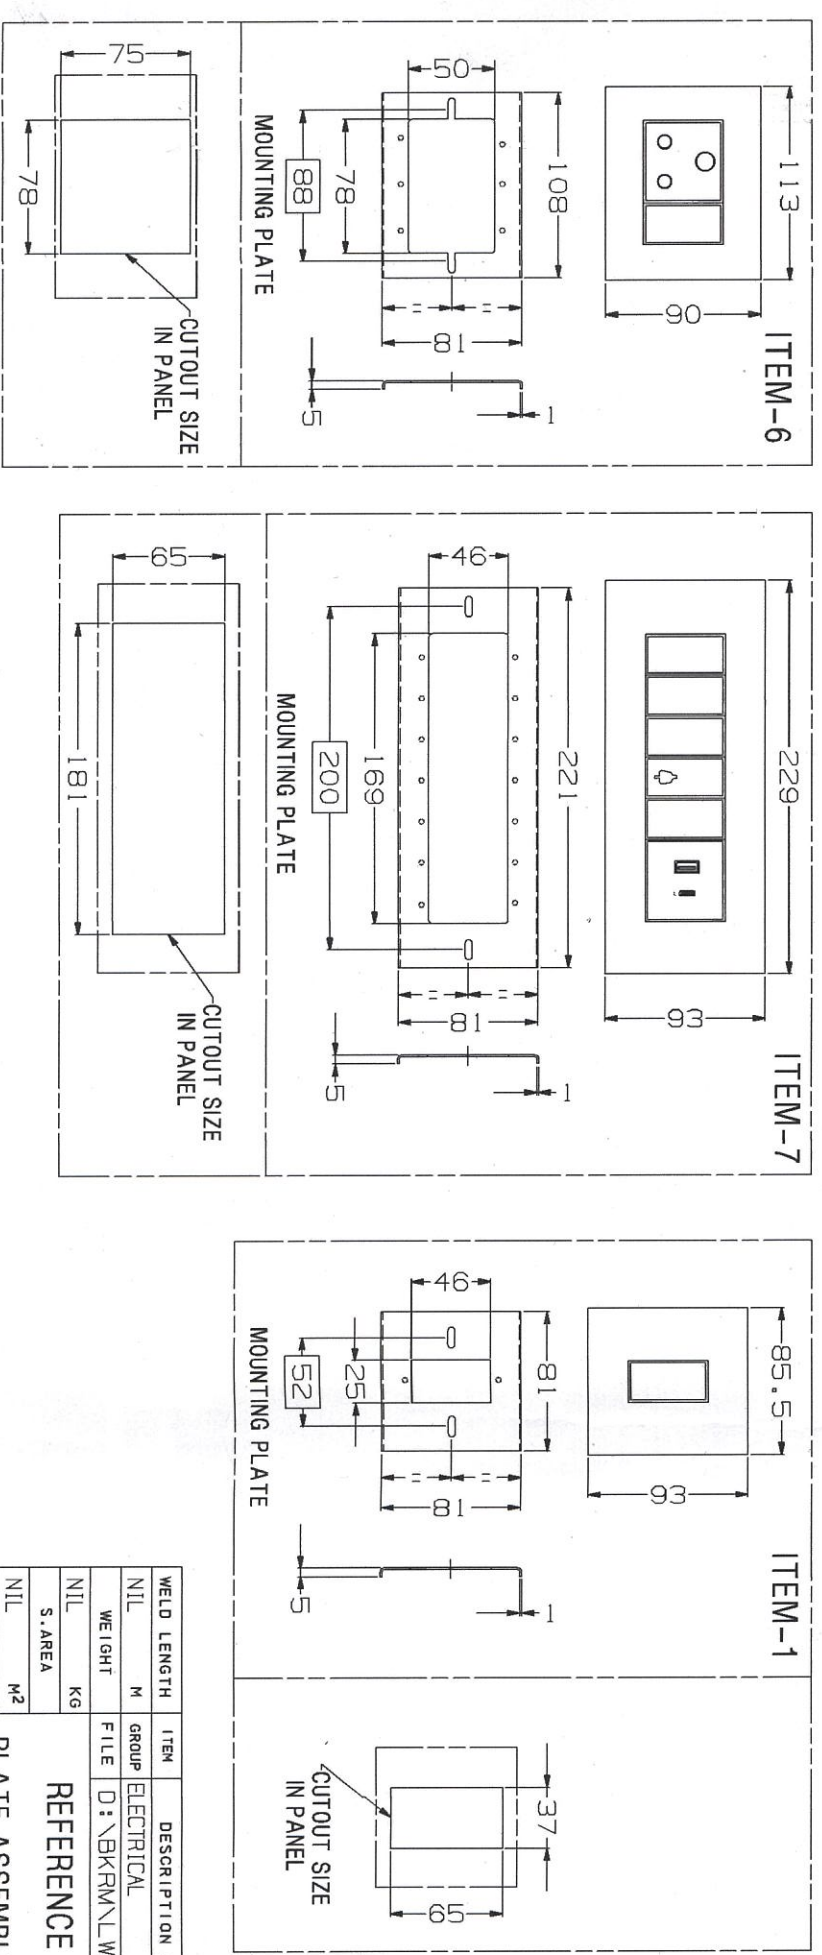 ITEM-6
113
90
108
50
78
88
81
5
1
MOUNTING PLATE
75
78
CUTOUT SIZE
IN PANEL
ITEM-7
229
93
221
46
169
200
81
5
1
MOUNTING PLATE
65
181
CUTOUT SIZE
IN PANEL
ITEM-1
85.5
93
81
46
25
52
81
5
1
MOUNTING PLATE
37
65
CUTOUT SIZE
IN PANEL
WELD LENGTH ITEM DESCRIPTION
NIL M GROUP ELECTRICAL
WEIGHT FILE D:\BKRM\LW
NIL KG
S.AREA REFERENCE
NIL M2
PLATE